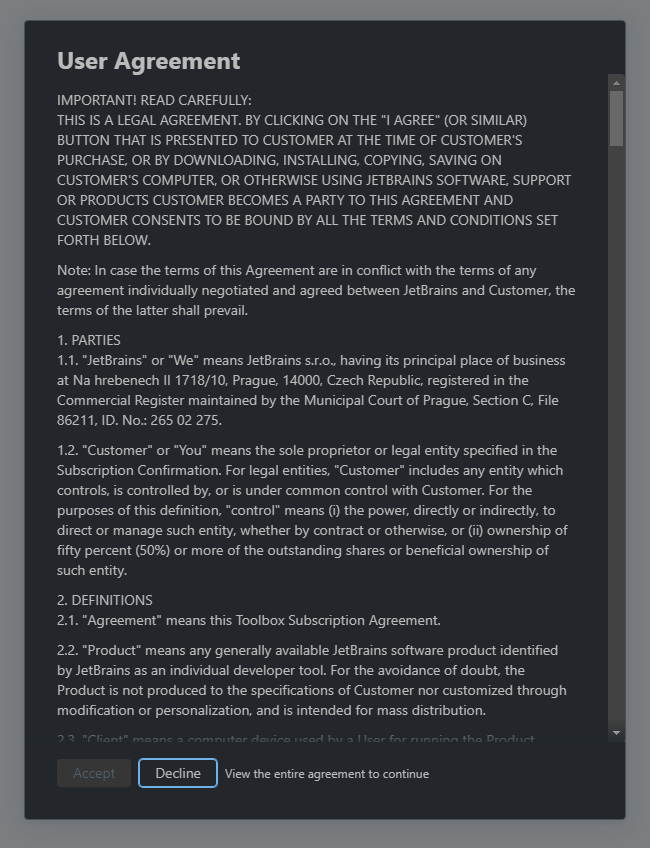 User Agreement
IMPORTANT! READ CAREFULLY:
THIS IS A LEGAL AGREEMENT. BY CLICKING ON THE "I AGREE" (OR SIMILAR)
BUTTON THAT IS PRESENTED TO CUSTOMER AT THE TIME OF CUSTOMER'S
PURCHASE, OR BY DOWNLOADING, INSTALLING, COPYING, SAVING ON
CUSTOMER'S COMPUTER, OR OTHERWISE USING JETBRAINS SOFTWARE, SUPPORT
OR PRODUCTS CUSTOMER BECOMES A PARTY TO THIS AGREEMENT AND
CUSTOMER CONSENTS TO BE BOUND BY ALL THE TERMS AND CONDITIONS SET
FORTH BELOW.
Note: In case the terms of this Agreement are in conflict with the terms of any
agreement individually negotiated and agreed between JetBrains and Customer, the
terms of the latter shall prevail.
1. PARTIES
1.1. "JetBrains" or "We" means JetBrains s.r.o., having its principal place of business
at Na hrebenech II 1718/10, Prague, 14000, Czech Republic, registered in the
Commercial Register maintained by the Municipal Court of Prague, Section C, File
86211, ID. No.: 265 02 275.
1.2. "Customer" or "You" means the sole proprietor or legal entity specified in the
Subscription Confirmation. For legal entities, "Customer" includes any entity which
controls, is controlled by, or is under common control with Customer. For the
purposes of this definition, "control" means (i) the power, directly or indirectly, to
direct or manage such entity, whether by contract or otherwise, or (ii) ownership of
fifty percent (50%) or more of the outstanding shares or beneficial ownership of
such entity.
2. DEFINITIONS
2.1. "Agreement" means this Toolbox Subscription Agreement.
2.2. "Product" means any generally available JetBrains software product identified
by JetBrains as an individual developer tool. For the avoidance of doubt, the
Product is not produced to the specifications of Customer nor customized through
modification or personalization, and is intended for mass distribution.
2.3. "Client" means a computer device used by a User for running the Product.
Accept Decline View the entire agreement to continue